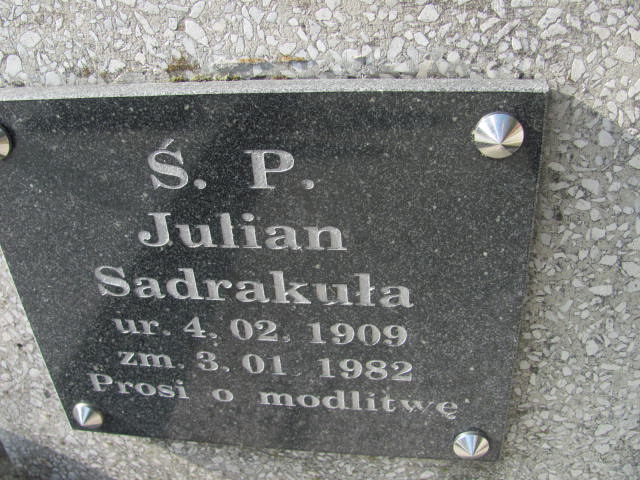 Ś. P.
Julian
Sadrakuła
ur. 4. 02. 1909
zm. 3. 01 1982
Prosi o modlitwę